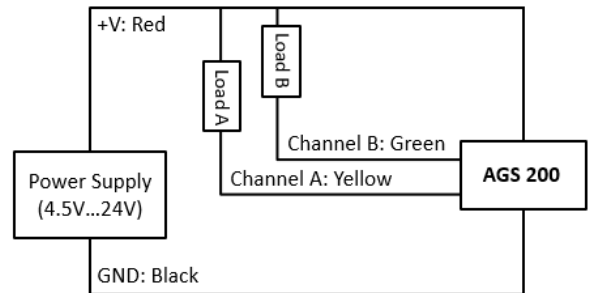 +V: Red
Load A
Load B
Channel B: Green
Channel A: Yellow
AGS 200
Power Supply
(4.5V...24V)
GND: Black